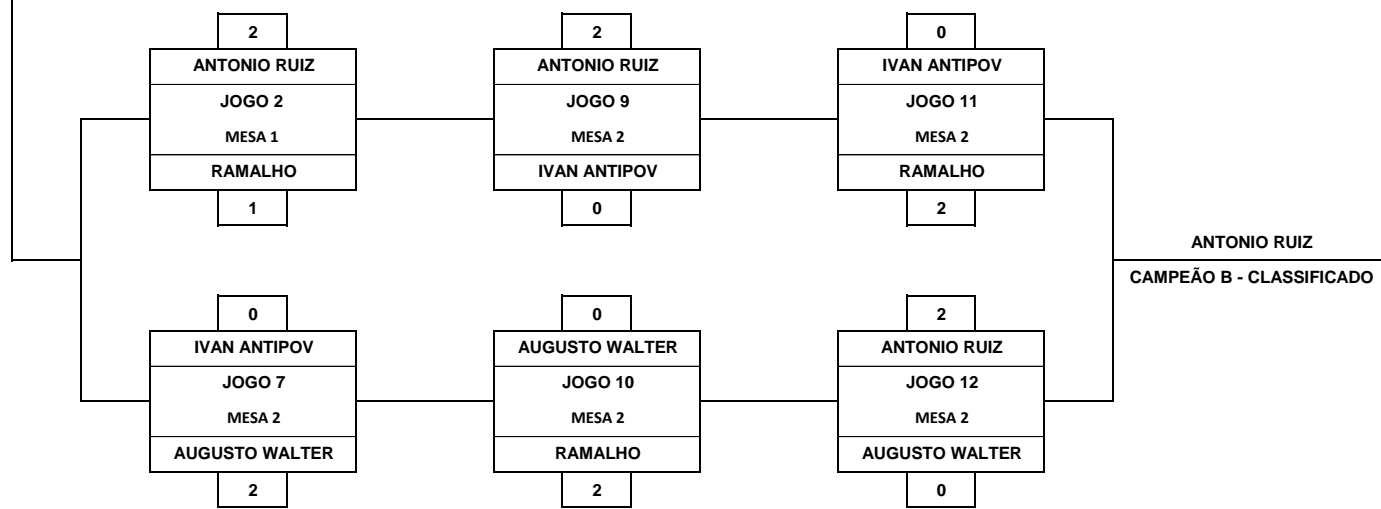 2
ANTONIO RUIZ
JOGO 2
MESA 1
RAMALHO
1
2
ANTONIO RUIZ
JOGO 9
MESA 2
IVAN ANTIPOV
0
0
IVAN ANTIPOV
JOGO 11
MESA 2
RAMALHO
2
0
IVAN ANTIPOV
JOGO 7
MESA 2
AUGUSTO WALTER
2
0
AUGUSTO WALTER
JOGO 10
MESA 2
RAMALHO
2
2
ANTONIO RUIZ
JOGO 12
MESA 2
AUGUSTO WALTER
0
ANTONIO RUIZ
CAMPEÃO B - CLASSIFICADO